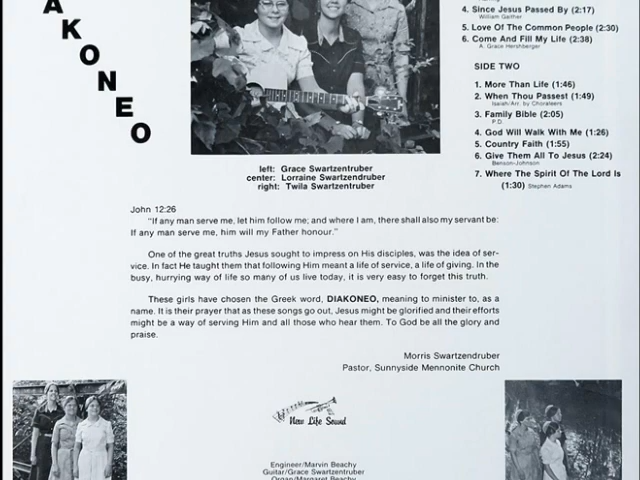 A
K
O
N
E
O
4. Since Jesus Passed By (2:17)
William Gaither
5. Love Of The Common People (2:30)
6. Come And Fill My Life (2:38)
A. Grace Hershberger
SIDE TWO
1. More Than Life (1:46)
2. When Thou Passest (1:49)
Isaiah/Arr. by Choraleers
3. Family Bible (2:05)
P.D.
4. God Will Walk With Me (1:26)
5. Country Faith (1:55)
6. Give Them All To Jesus (2:24)
Benson-Johnson
7. Where The Spirit Of The Lord Is
(1:30) Stephen Adams
left: Grace Swartzentruber
center: Lorraine Swartzendruber
right: Twila Swartzentruber
John 12:26
"If any man serve me, let him follow me; and where I am, there shall also my servant be:
If any man serve me, him will my Father honour."
One of the great truths Jesus sought to impress on His disciples, was the idea of ser-
vice. In fact He taught them that following Him meant a life of service, a life of giving. In the
busy, hurrying way of life so many of us live today, it is very easy to forget this truth.
These girls have chosen the Greek word, DIAKONEO, meaning to minister to, as a
name. It is their prayer that as these songs go out, Jesus might be glorified and their efforts
might be a way of serving Him and all those who hear them. To God be all the glory and
praise.
Morris Swartzendruber
Pastor, Sunnyside Mennonite Church
New Life Sound
Engineer/Marvin Beachy
Guitar/Grace Swartzentruber
Organ/Margaret Beachy